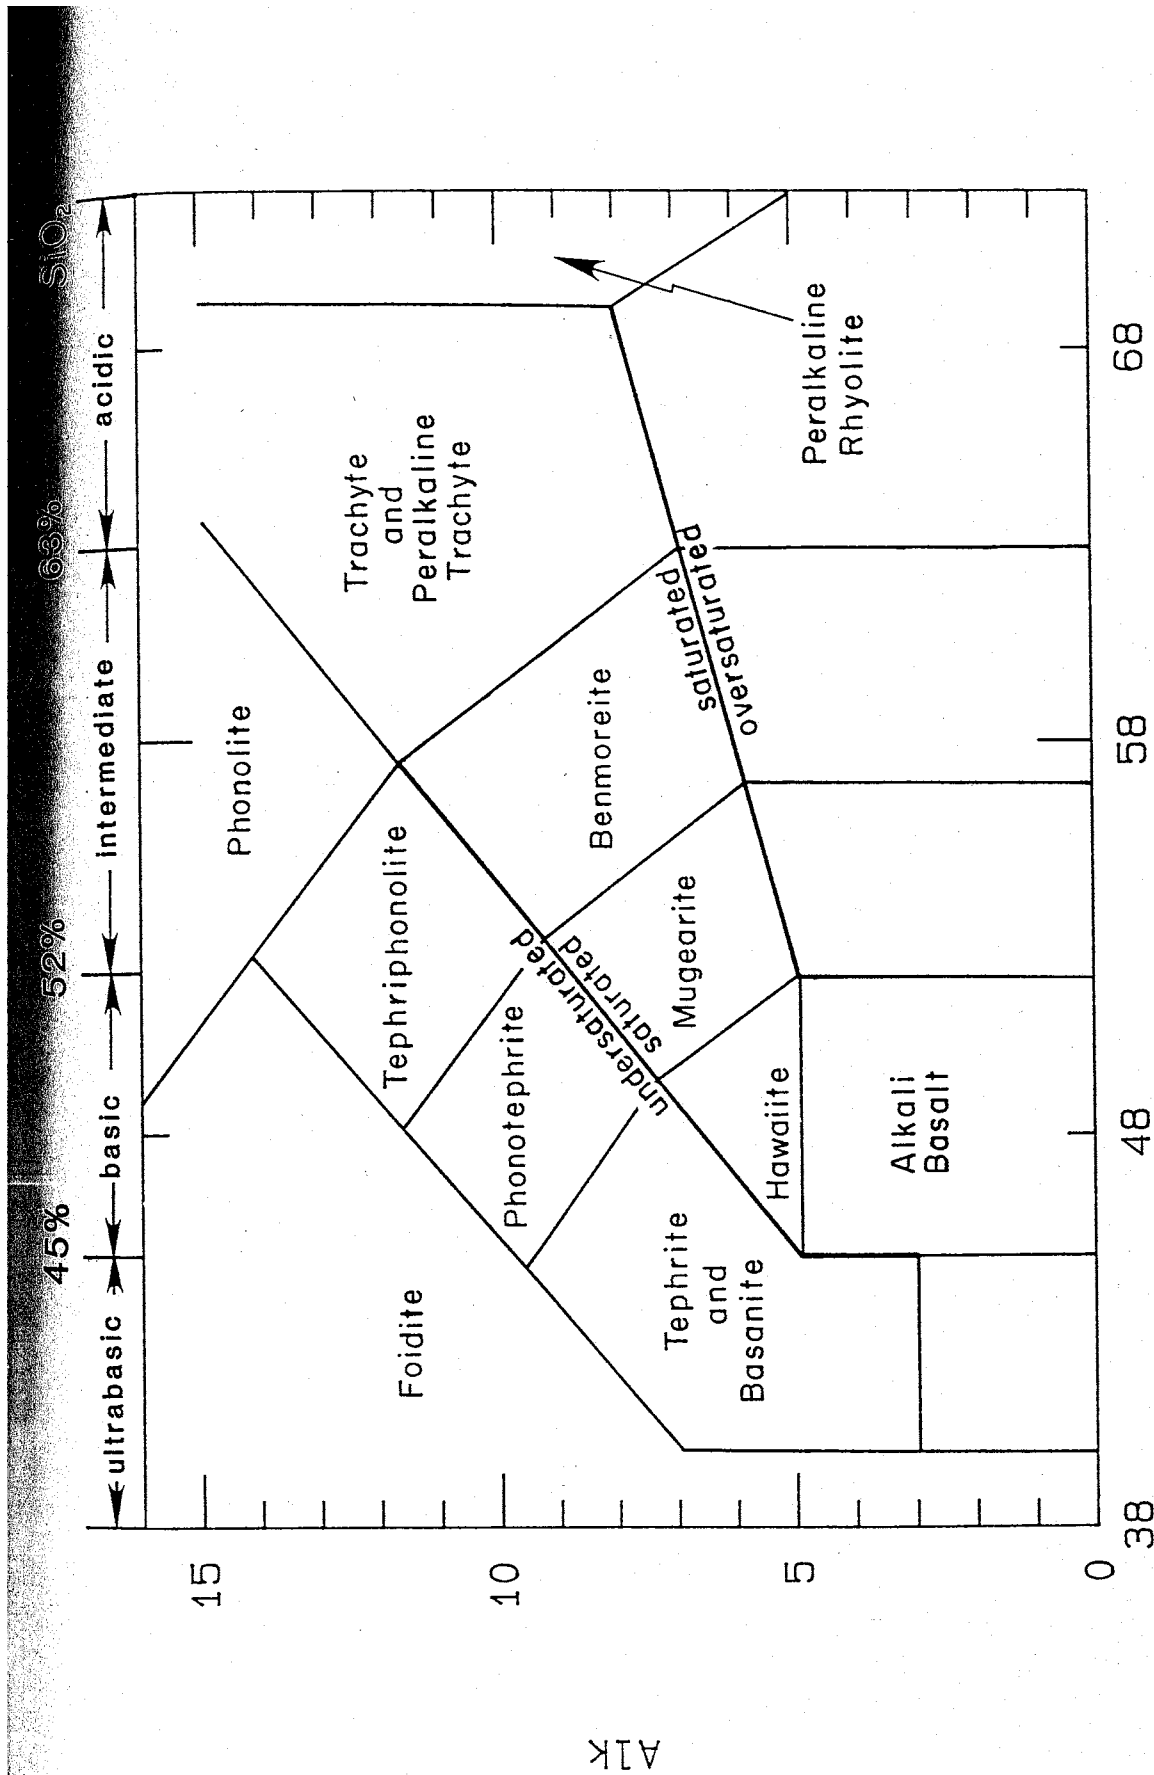 SiO₂
45% 52% 63%
ultrabasic basic intermediate acidic
15
10
5
0
Alk
38 48 58 68
Phonolite
Foidite
Tephriphonolite
Phonotephrite
Tephrite
and
Basanite
Trachyte
and
Peralkaline
Trachyte
Benmoreite
Mugearite
Hawaiite
Alkali
Basalt
Peralkaline
Rhyolite
undersaturated
saturated
saturated
oversaturated